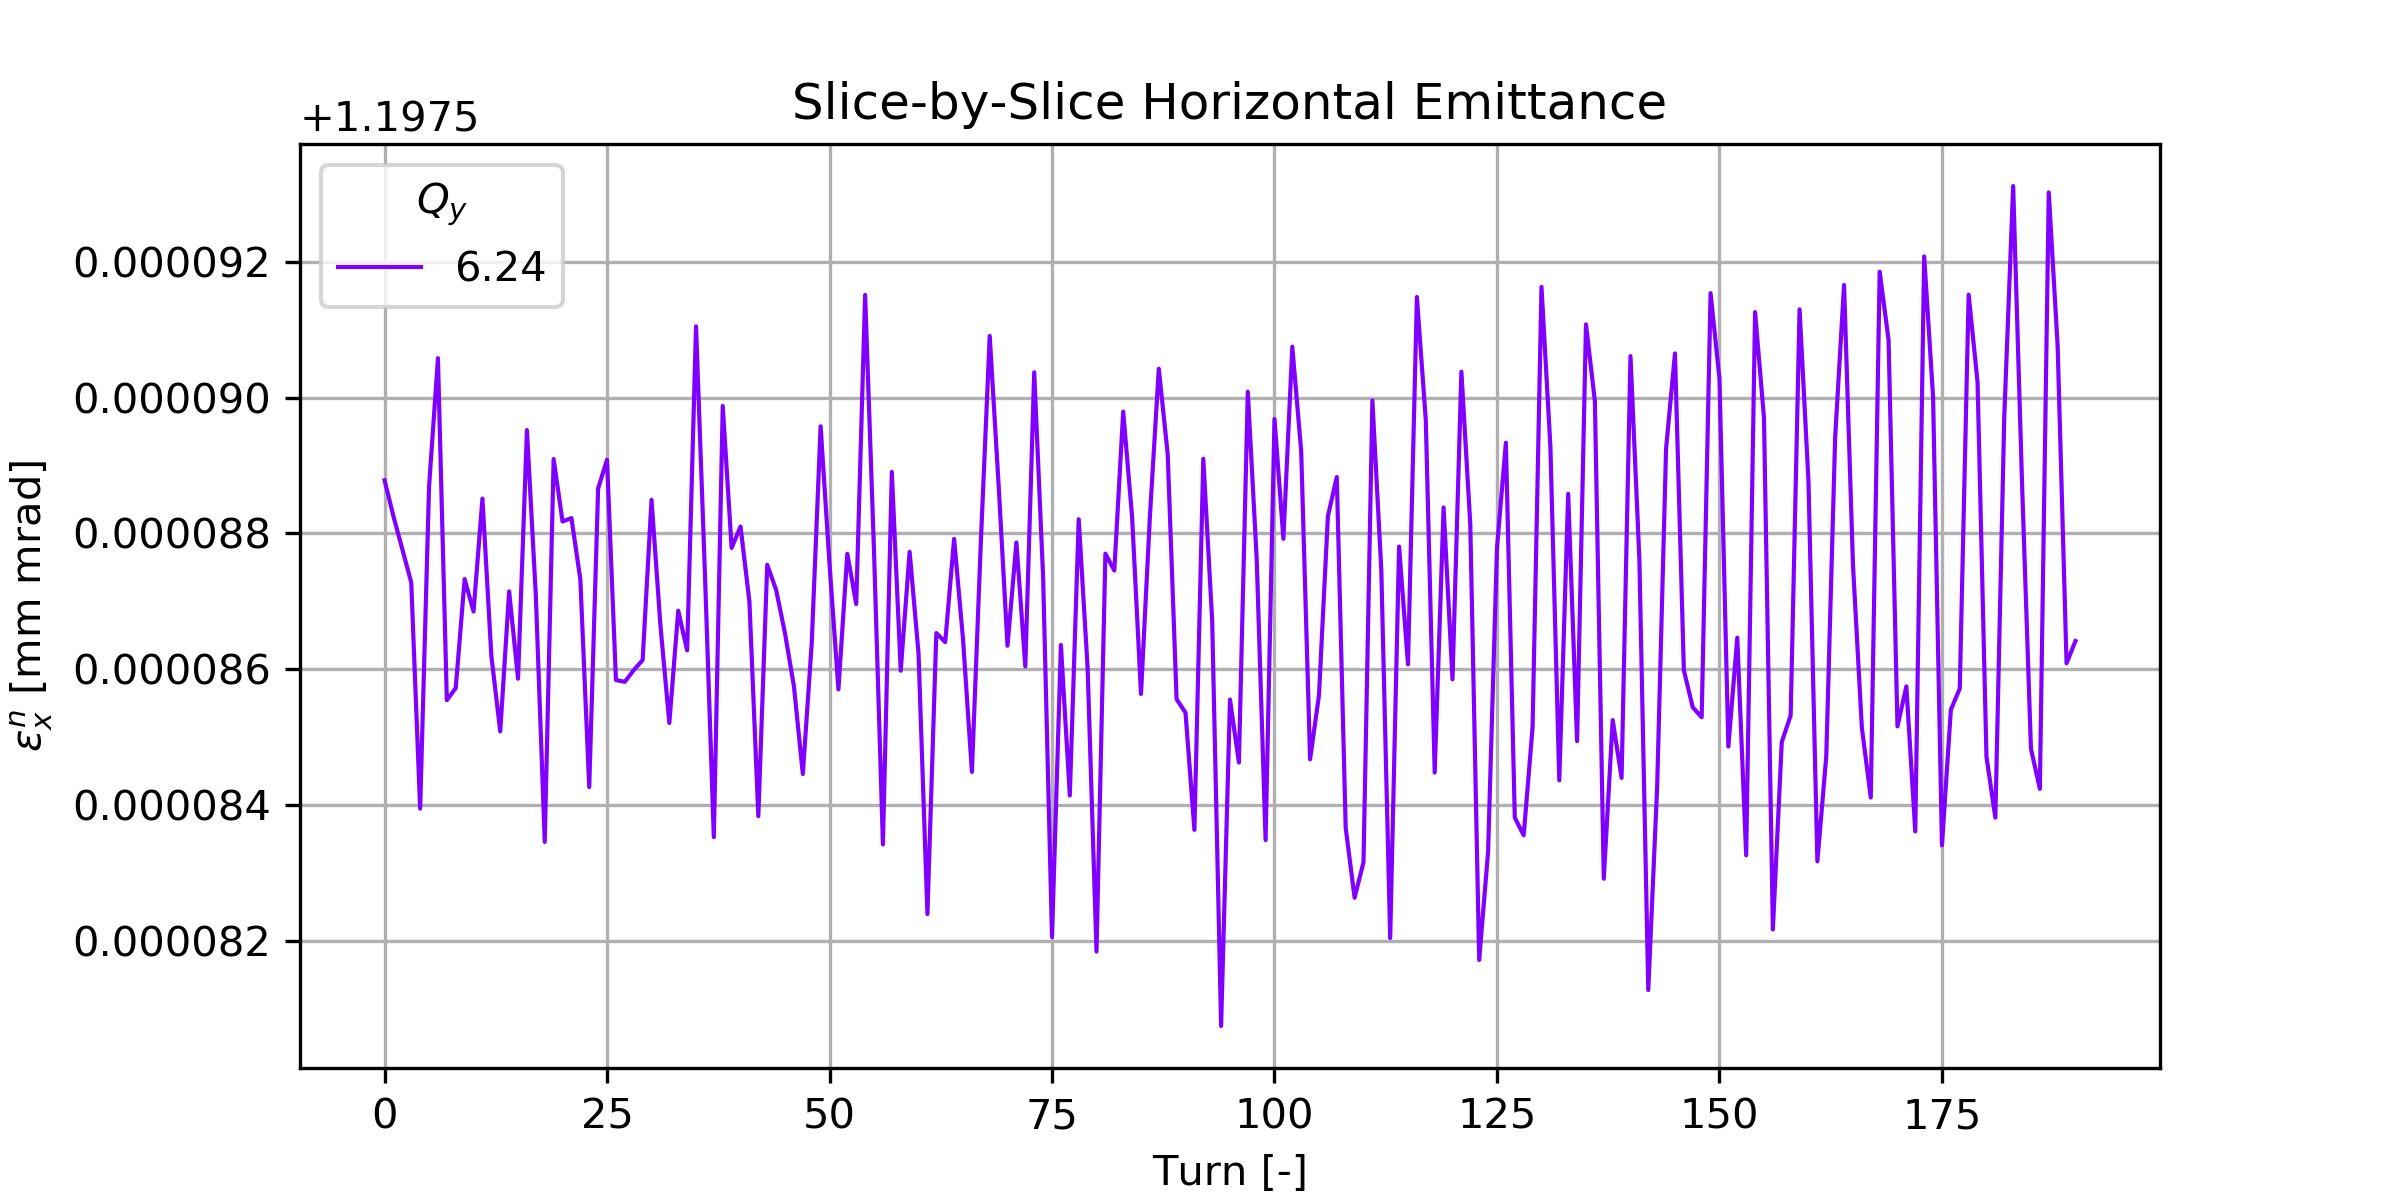 Slice-by-Slice Horizontal Emittance
+1.1975
Q_y
6.24
0.000092
0.000090
0.000088
0.000086
0.000084
0.000082
ε_x^n [mm mrad]
0 25 50 75 100 125 150 175
Turn [-]